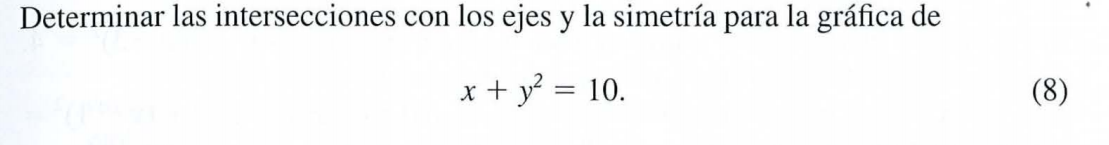 Determinar las intersecciones con los ejes y la simetría para la gráfica de
x + y² = 10. (8)